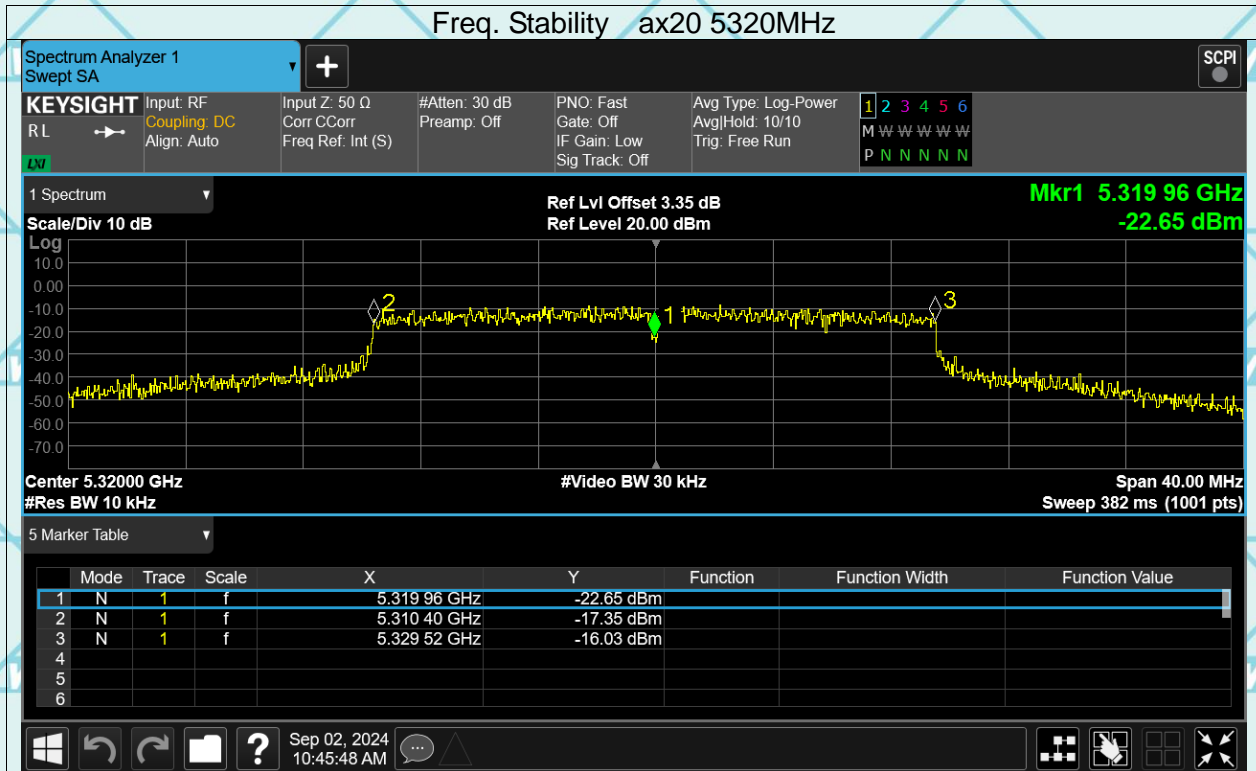 Freq. Stability ax20 5320MHz
Spectrum Analyzer 1
Swept SA
+
SCPI
KEYSIGHT
RL
LXI
Input: RF
Coupling: DC
Align: Auto
Input Z: 50 Ω
Corr CCorr
Freq Ref: Int (S)
#Atten: 30 dB
Preamp: Off
PNO: Fast
Gate: Off
IF Gain: Low
Sig Track: Off
Avg Type: Log-Power
Avg|Hold: 10/10
Trig: Free Run
1 2 3 4 5 6
M W W W W W
P N N N N N
1 Spectrum
Scale/Div 10 dB
Ref Lvl Offset 3.35 dB
Ref Level 20.00 dBm
Mkr1 5.319 96 GHz
-22.65 dBm
Log
10.0
0.00
-10.0
-20.0
-30.0
-40.0
-50.0
-60.0
-70.0
2
1
3
Center 5.32000 GHz
#Res BW 10 kHz
#Video BW 30 kHz
Span 40.00 MHz
Sweep 382 ms (1001 pts)
5 Marker Table
Mode Trace Scale X Y Function Function Width Function Value
1 N 1 f 5.319 96 GHz -22.65 dBm
2 N 1 f 5.310 40 GHz -17.35 dBm
3 N 1 f 5.329 52 GHz -16.03 dBm
4
5
6
?
Sep 02, 2024
10:45:48 AM